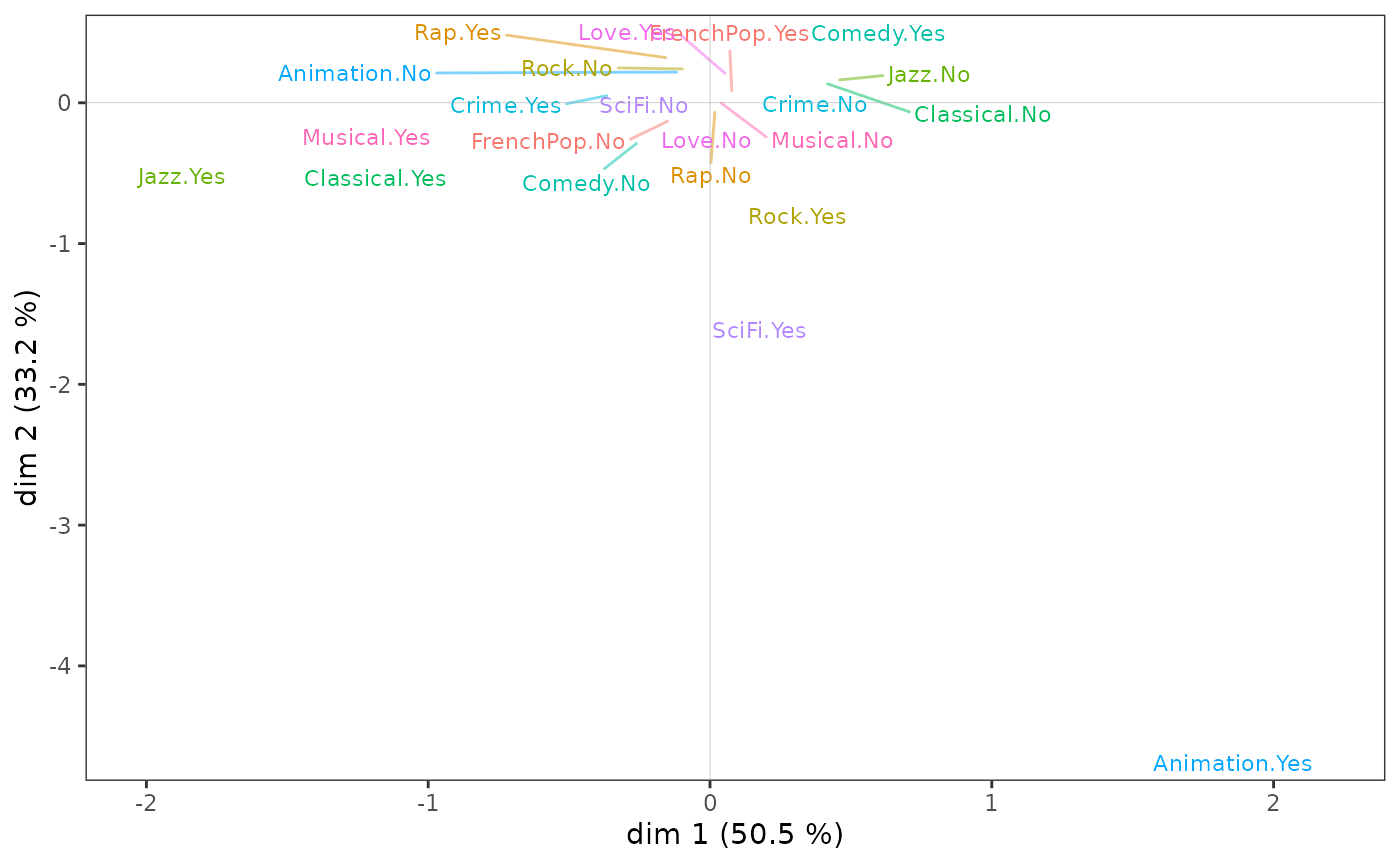 Rap.Yes
Love.Yes
FrenchPop.Yes
Comedy.Yes
Animation.No
Rock.No
Jazz.No
0
Crime.Yes
SciFi.No
Crime.No
Classical.No
Musical.Yes
FrenchPop.No
Love.No
Musical.No
Jazz.Yes
Classical.Yes
Comedy.No
Rap.No
Rock.Yes
-1
SciFi.Yes
-2
-3
-4
Animation.Yes
-2
-1
0
1
2
dim 1 (50.5 %)
dim 2 (33.2 %)